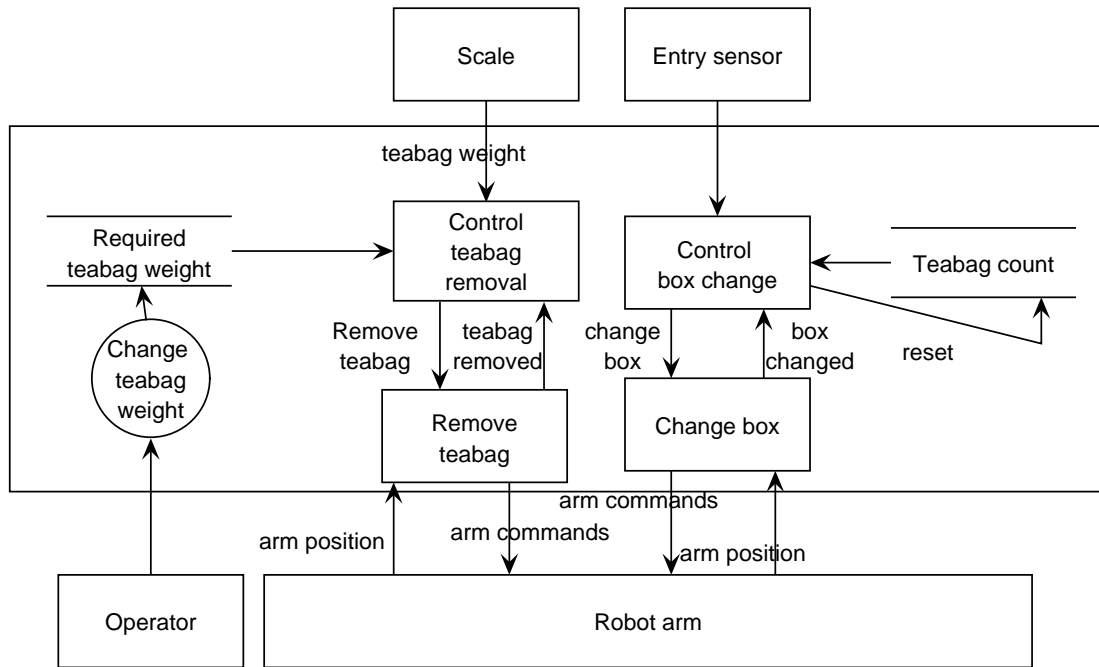 Scale
Entry sensor
teabag weight
Required
teabag weight
Control
teabag
removal
Control
box change
Teabag count
Change
teabag
weight
Remove
teabag
teabag
removed
change
box
box
changed
reset
Remove
teabag
Change box
arm position
arm commands
arm commands
arm position
Operator
Robot arm